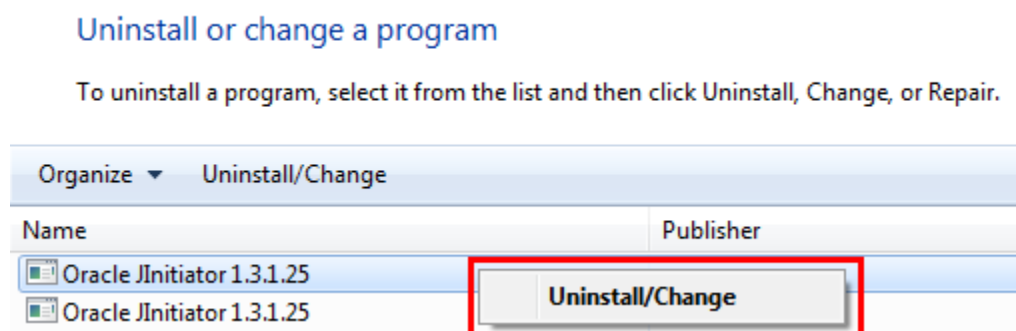 Uninstall or change a program
To uninstall a program, select it from the list and then click Uninstall, Change, or Repair.
Organize Uninstall/Change
Name Publisher
Oracle JInitiator 1.3.1.25
Uninstall/Change
Oracle JInitiator 1.3.1.25